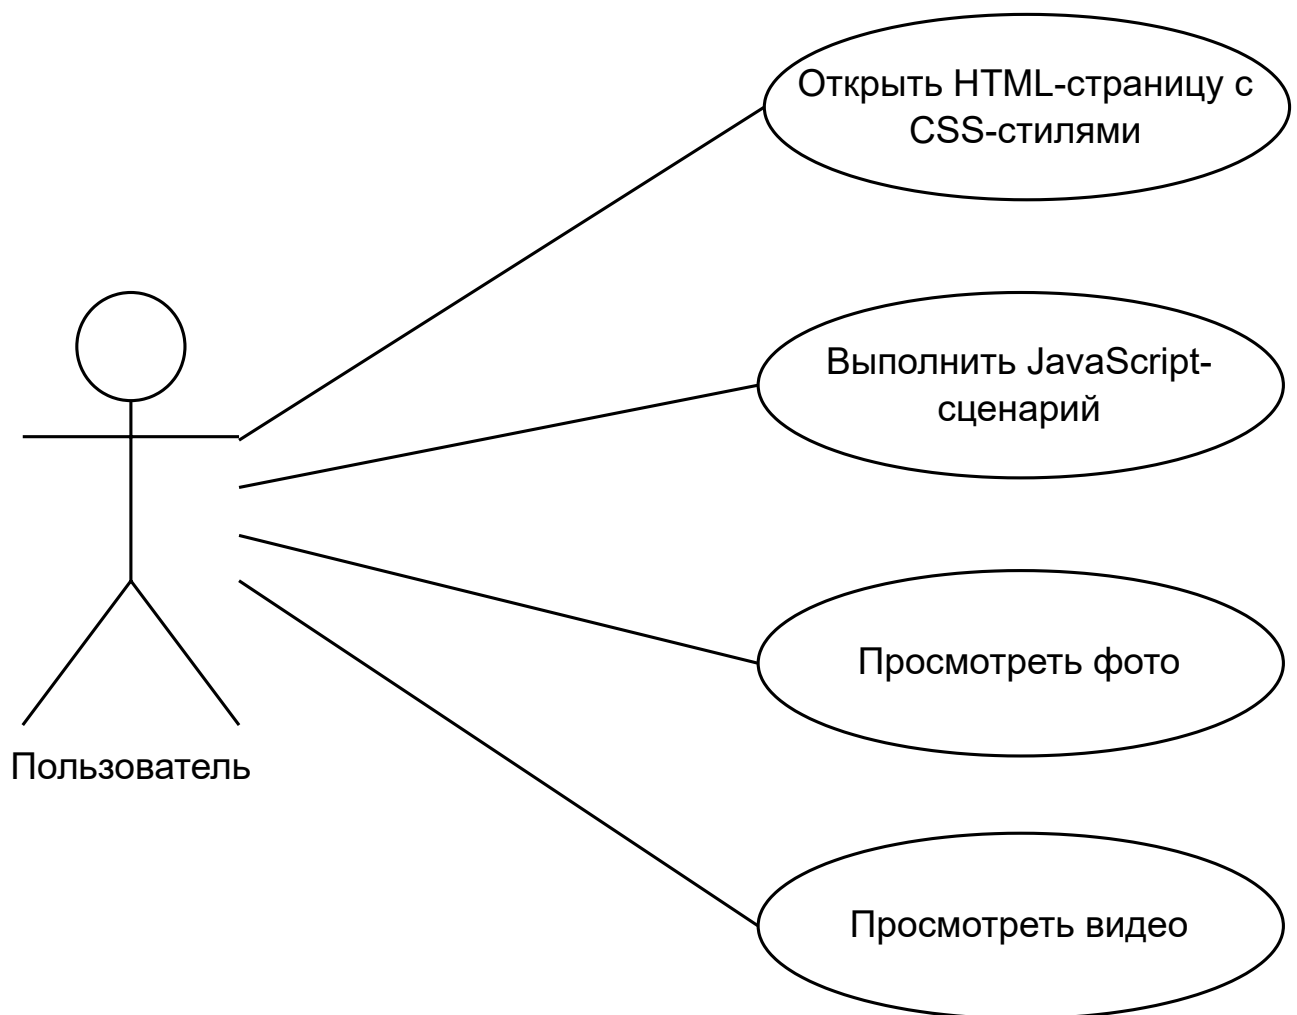 Открыть HTML-страницу с
CSS-стилями
Выполнить JavaScript-
сценарий
Просмотреть фото
Пользователь
Просмотреть видео